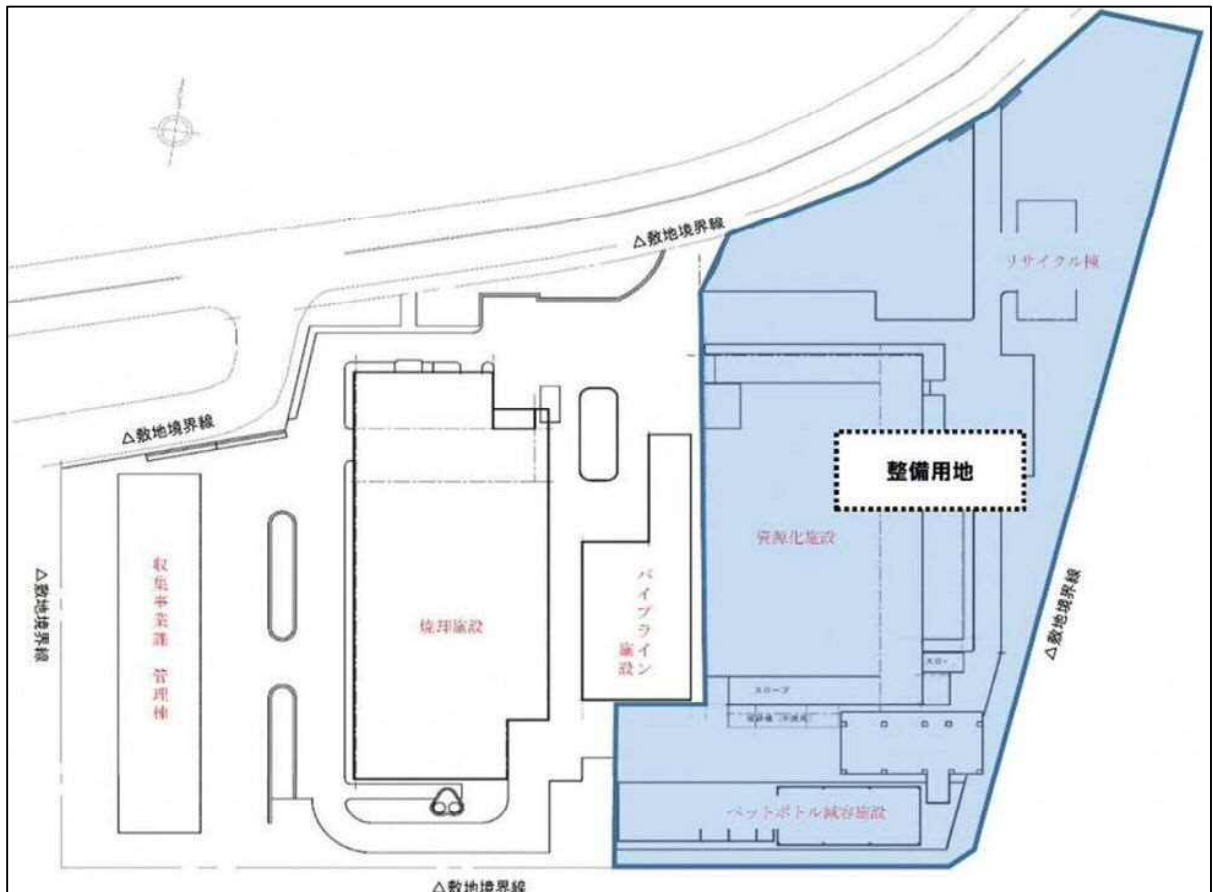 △敷地境界線
リサイクル棟
△敷地境界線
整備用地
資源化施設
パイプライン
施設
焼却施設
収集事業課 管理棟
△敷地境界線
△敷地境界線
スロー
スロープ
ペットボトル減容施設
△敷地境界線